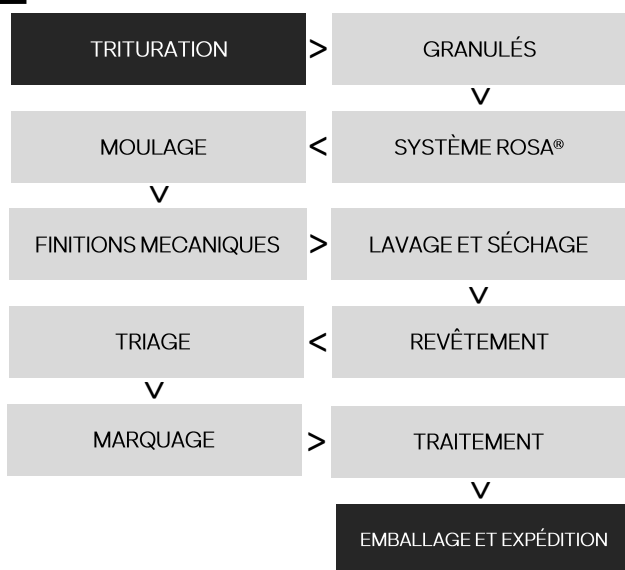 TRITURATION > GRANULÉS
v
MOULAGE < SYSTÈME ROSA®
v
FINITIONS MECANIQUES > LAVAGE ET SÉCHAGE
v
TRIAGE < REVÊTEMENT
v
MARQUAGE > TRAITEMENT
v
EMBALLAGE ET EXPÉDITION